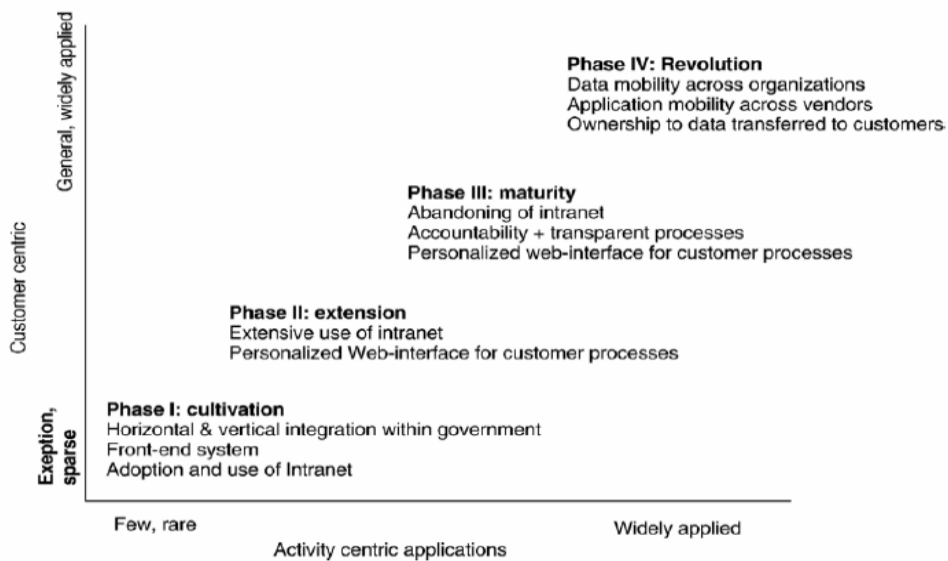 General, widely applied
Customer centric
Exeption,
sparse
Phase IV: Revolution
Data mobility across organizations
Application mobility across vendors
Ownership to data transferred to customers
Phase III: maturity
Abandoning of intranet
Accountability + transparent processes
Personalized web-interface for customer processes
Phase II: extension
Extensive use of intranet
Personalized Web-interface for customer processes
Phase I: cultivation
Horizontal & vertical integration within government
Front-end system
Adoption and use of Intranet
Few, rare
Widely applied
Activity centric applications